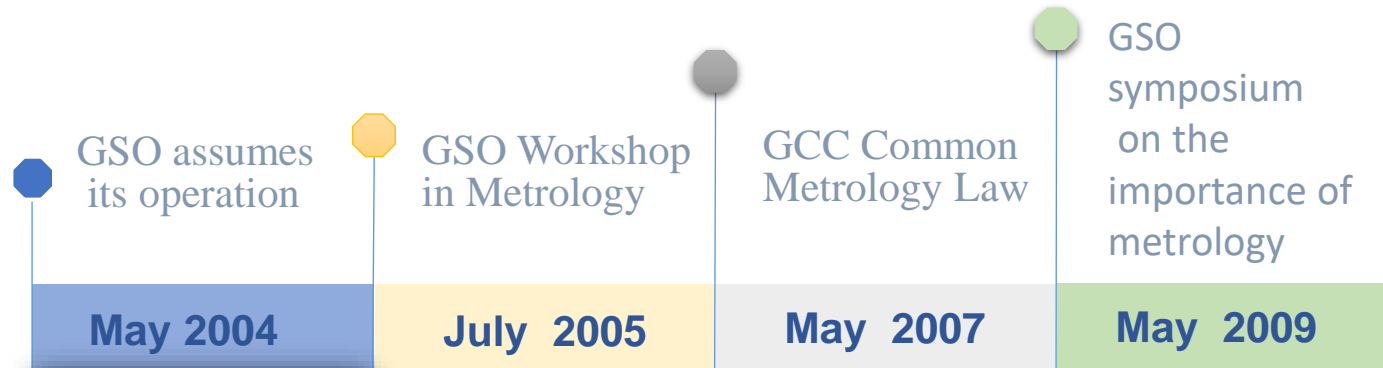 GSO assumes
its operation
May 2004
GSO Workshop
in Metrology
July 2005
GCC Common
Metrology Law
May 2007
GSO
symposium
on the
importance of
metrology
May 2009